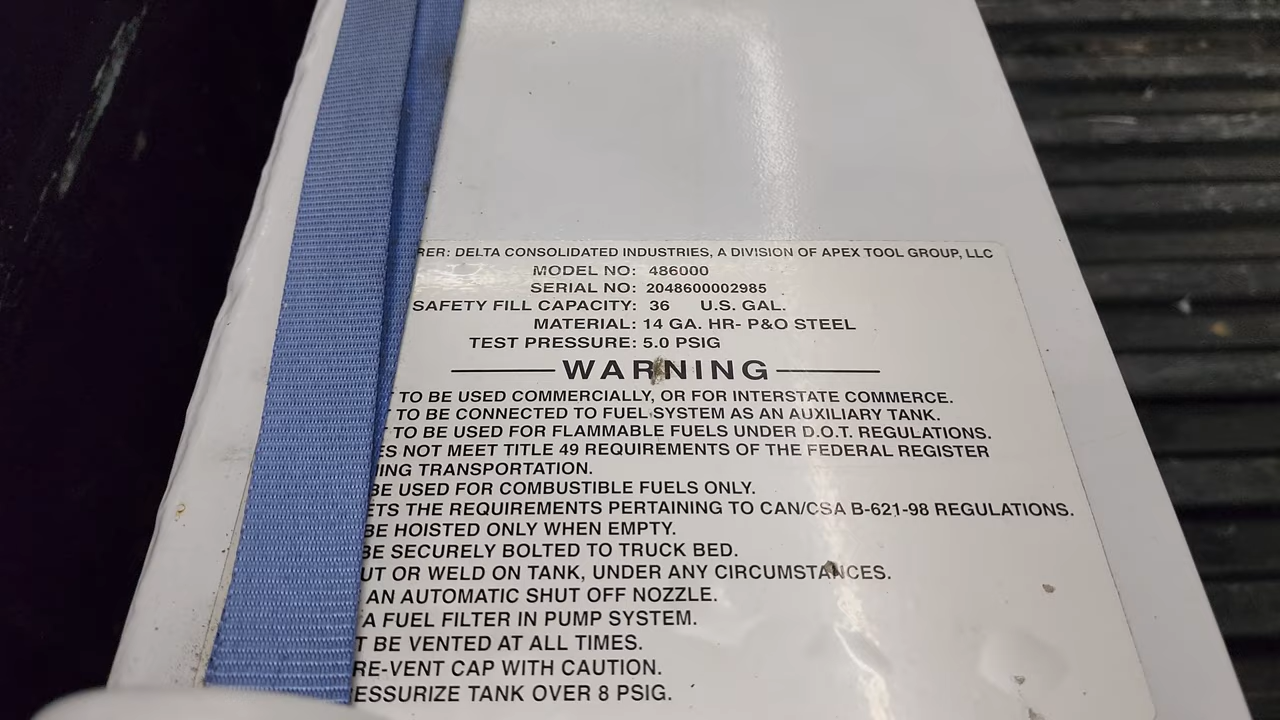 RER: DELTA CONSOLIDATED INDUSTRIES, A DIVISION OF APEX TOOL GROUP, LLC
MODEL NO: 486000
SERIAL NO: 2048600002985
SAFETY FILL CAPACITY: 36 U.S. GAL.
MATERIAL: 14 GA. HR- P&O STEEL
TEST PRESSURE: 5.0 PSIG
WARNING
TO BE USED COMMERCIALLY, OR FOR INTERSTATE COMMERCE.
TO BE CONNECTED TO FUEL SYSTEM AS AN AUXILIARY TANK.
TO BE USED FOR FLAMMABLE FUELS UNDER D.O.T. REGULATIONS.
ES NOT MEET TITLE 49 REQUIREMENTS OF THE FEDERAL REGISTER
ING TRANSPORTATION.
BE USED FOR COMBUSTIBLE FUELS ONLY.
ETS THE REQUIREMENTS PERTAINING TO CAN/CSA B-621-98 REGULATIONS.
BE HOISTED ONLY WHEN EMPTY.
BE SECURELY BOLTED TO TRUCK BED.
UT OR WELD ON TANK, UNDER ANY CIRCUMSTANCES.
AN AUTOMATIC SHUT OFF NOZZLE.
A FUEL FILTER IN PUMP SYSTEM.
T BE VENTED AT ALL TIMES.
RE-VENT CAP WITH CAUTION.
ESSURIZE TANK OVER 8 PSIG.